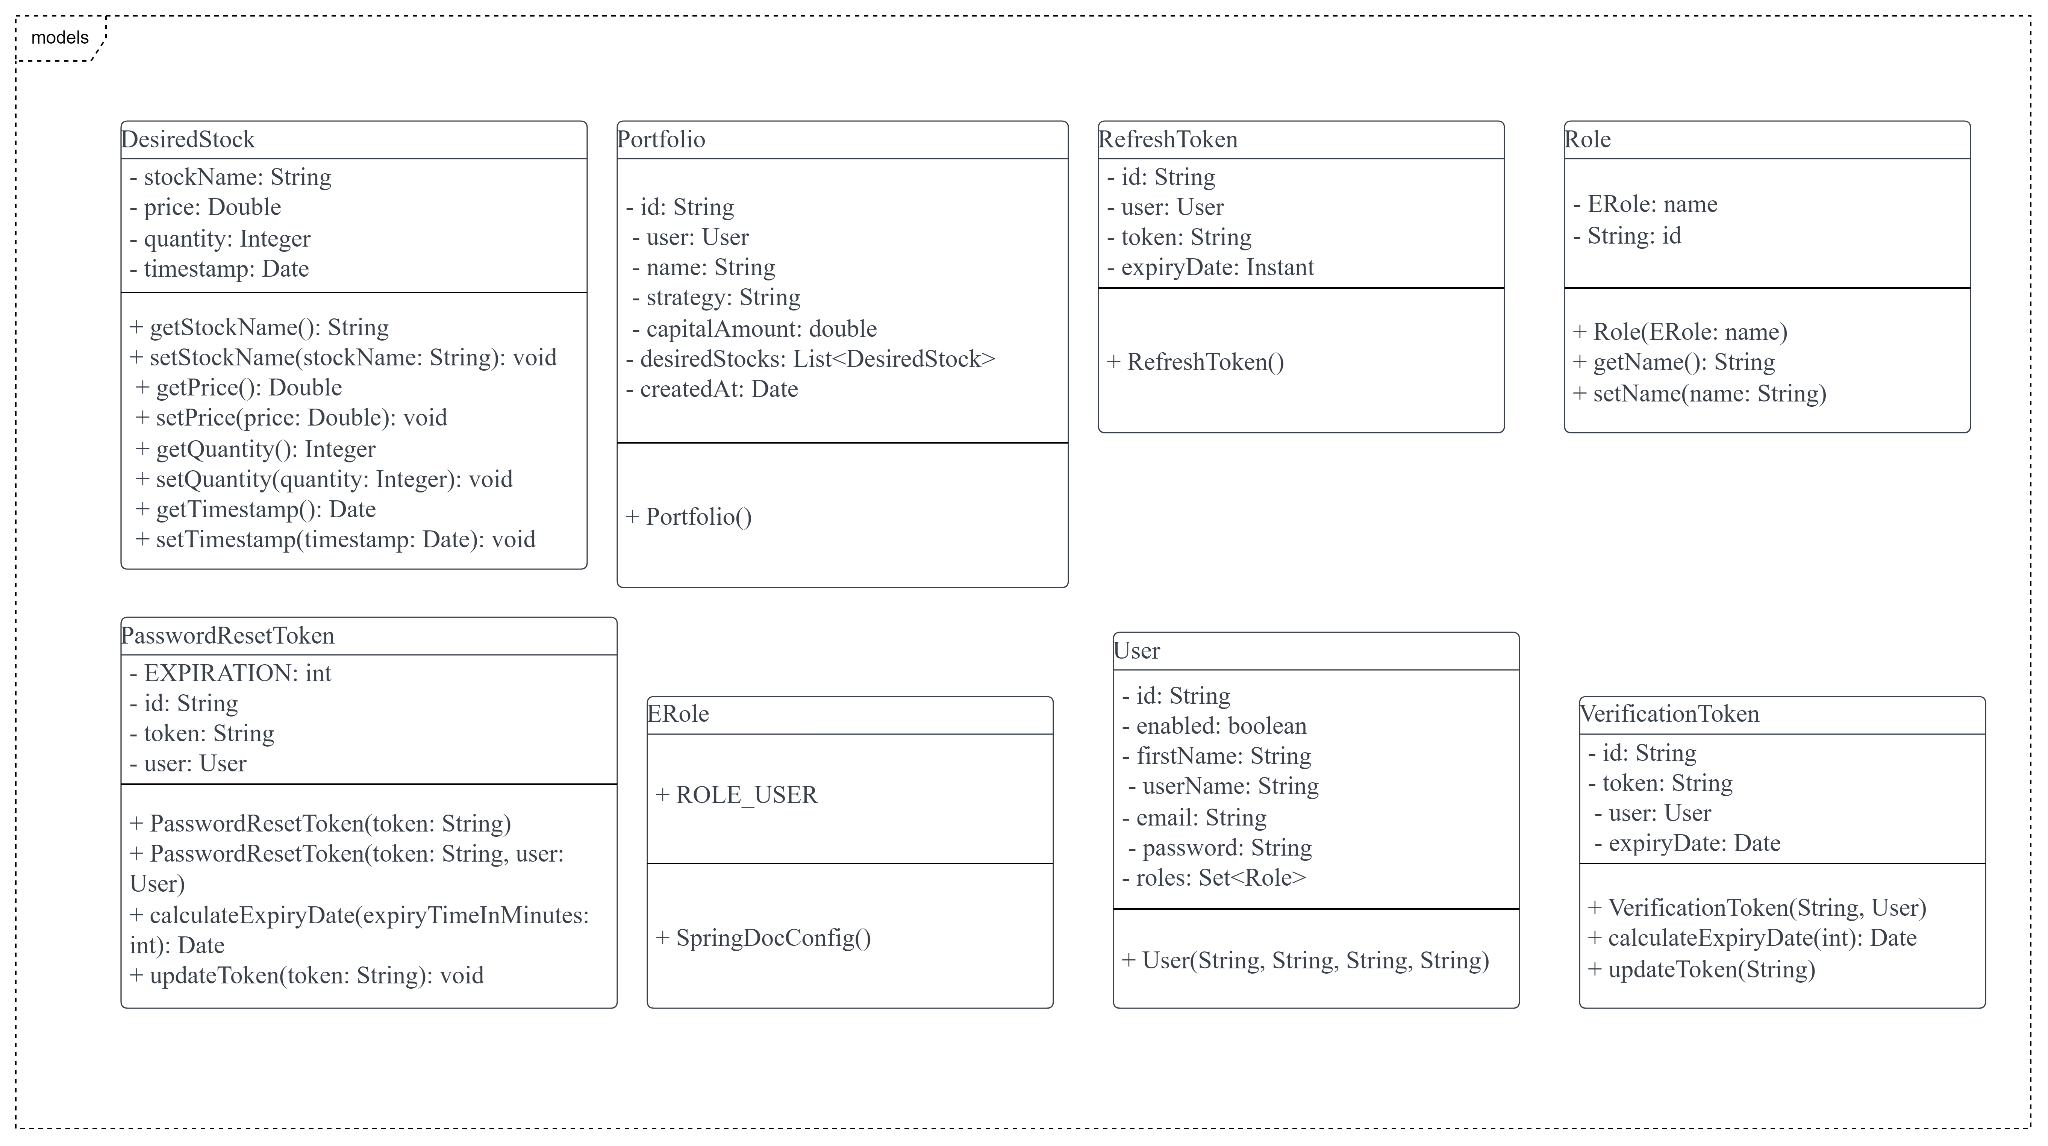 models
DesiredStock
- stockName: String
- price: Double
- quantity: Integer
- timestamp: Date
+ getStockName(): String
+ setStockName(stockName: String): void
+ getPrice(): Double
+ setPrice(price: Double): void
+ getQuantity(): Integer
+ setQuantity(quantity: Integer): void
+ getTimestamp(): Date
+ setTimestamp(timestamp: Date): void
Portfolio
- id: String
- user: User
- name: String
- strategy: String
- capitalAmount: double
- desiredStocks: List<DesiredStock>
- createdAt: Date
+ Portfolio()
RefreshToken
- id: String
- user: User
- token: String
- expiryDate: Instant
+ RefreshToken()
Role
- ERole: name
- String: id
+ Role(ERole: name)
+ getName(): String
+ setName(name: String)
PasswordResetToken
- EXPIRATION: int
- id: String
- token: String
- user: User
+ PasswordResetToken(token: String)
+ PasswordResetToken(token: String, user:
User)
+ calculateExpiryDate(expiryTimeInMinutes:
int): Date
+ updateToken(token: String): void
ERole
+ ROLE_USER
+ SpringDocConfig()
User
- id: String
- enabled: boolean
- firstName: String
- userName: String
- email: String
- password: String
- roles: Set<Role>
+ User(String, String, String, String)
VerificationToken
- id: String
- token: String
- user: User
- expiryDate: Date
+ VerificationToken(String, User)
+ calculateExpiryDate(int): Date
+ updateToken(String)